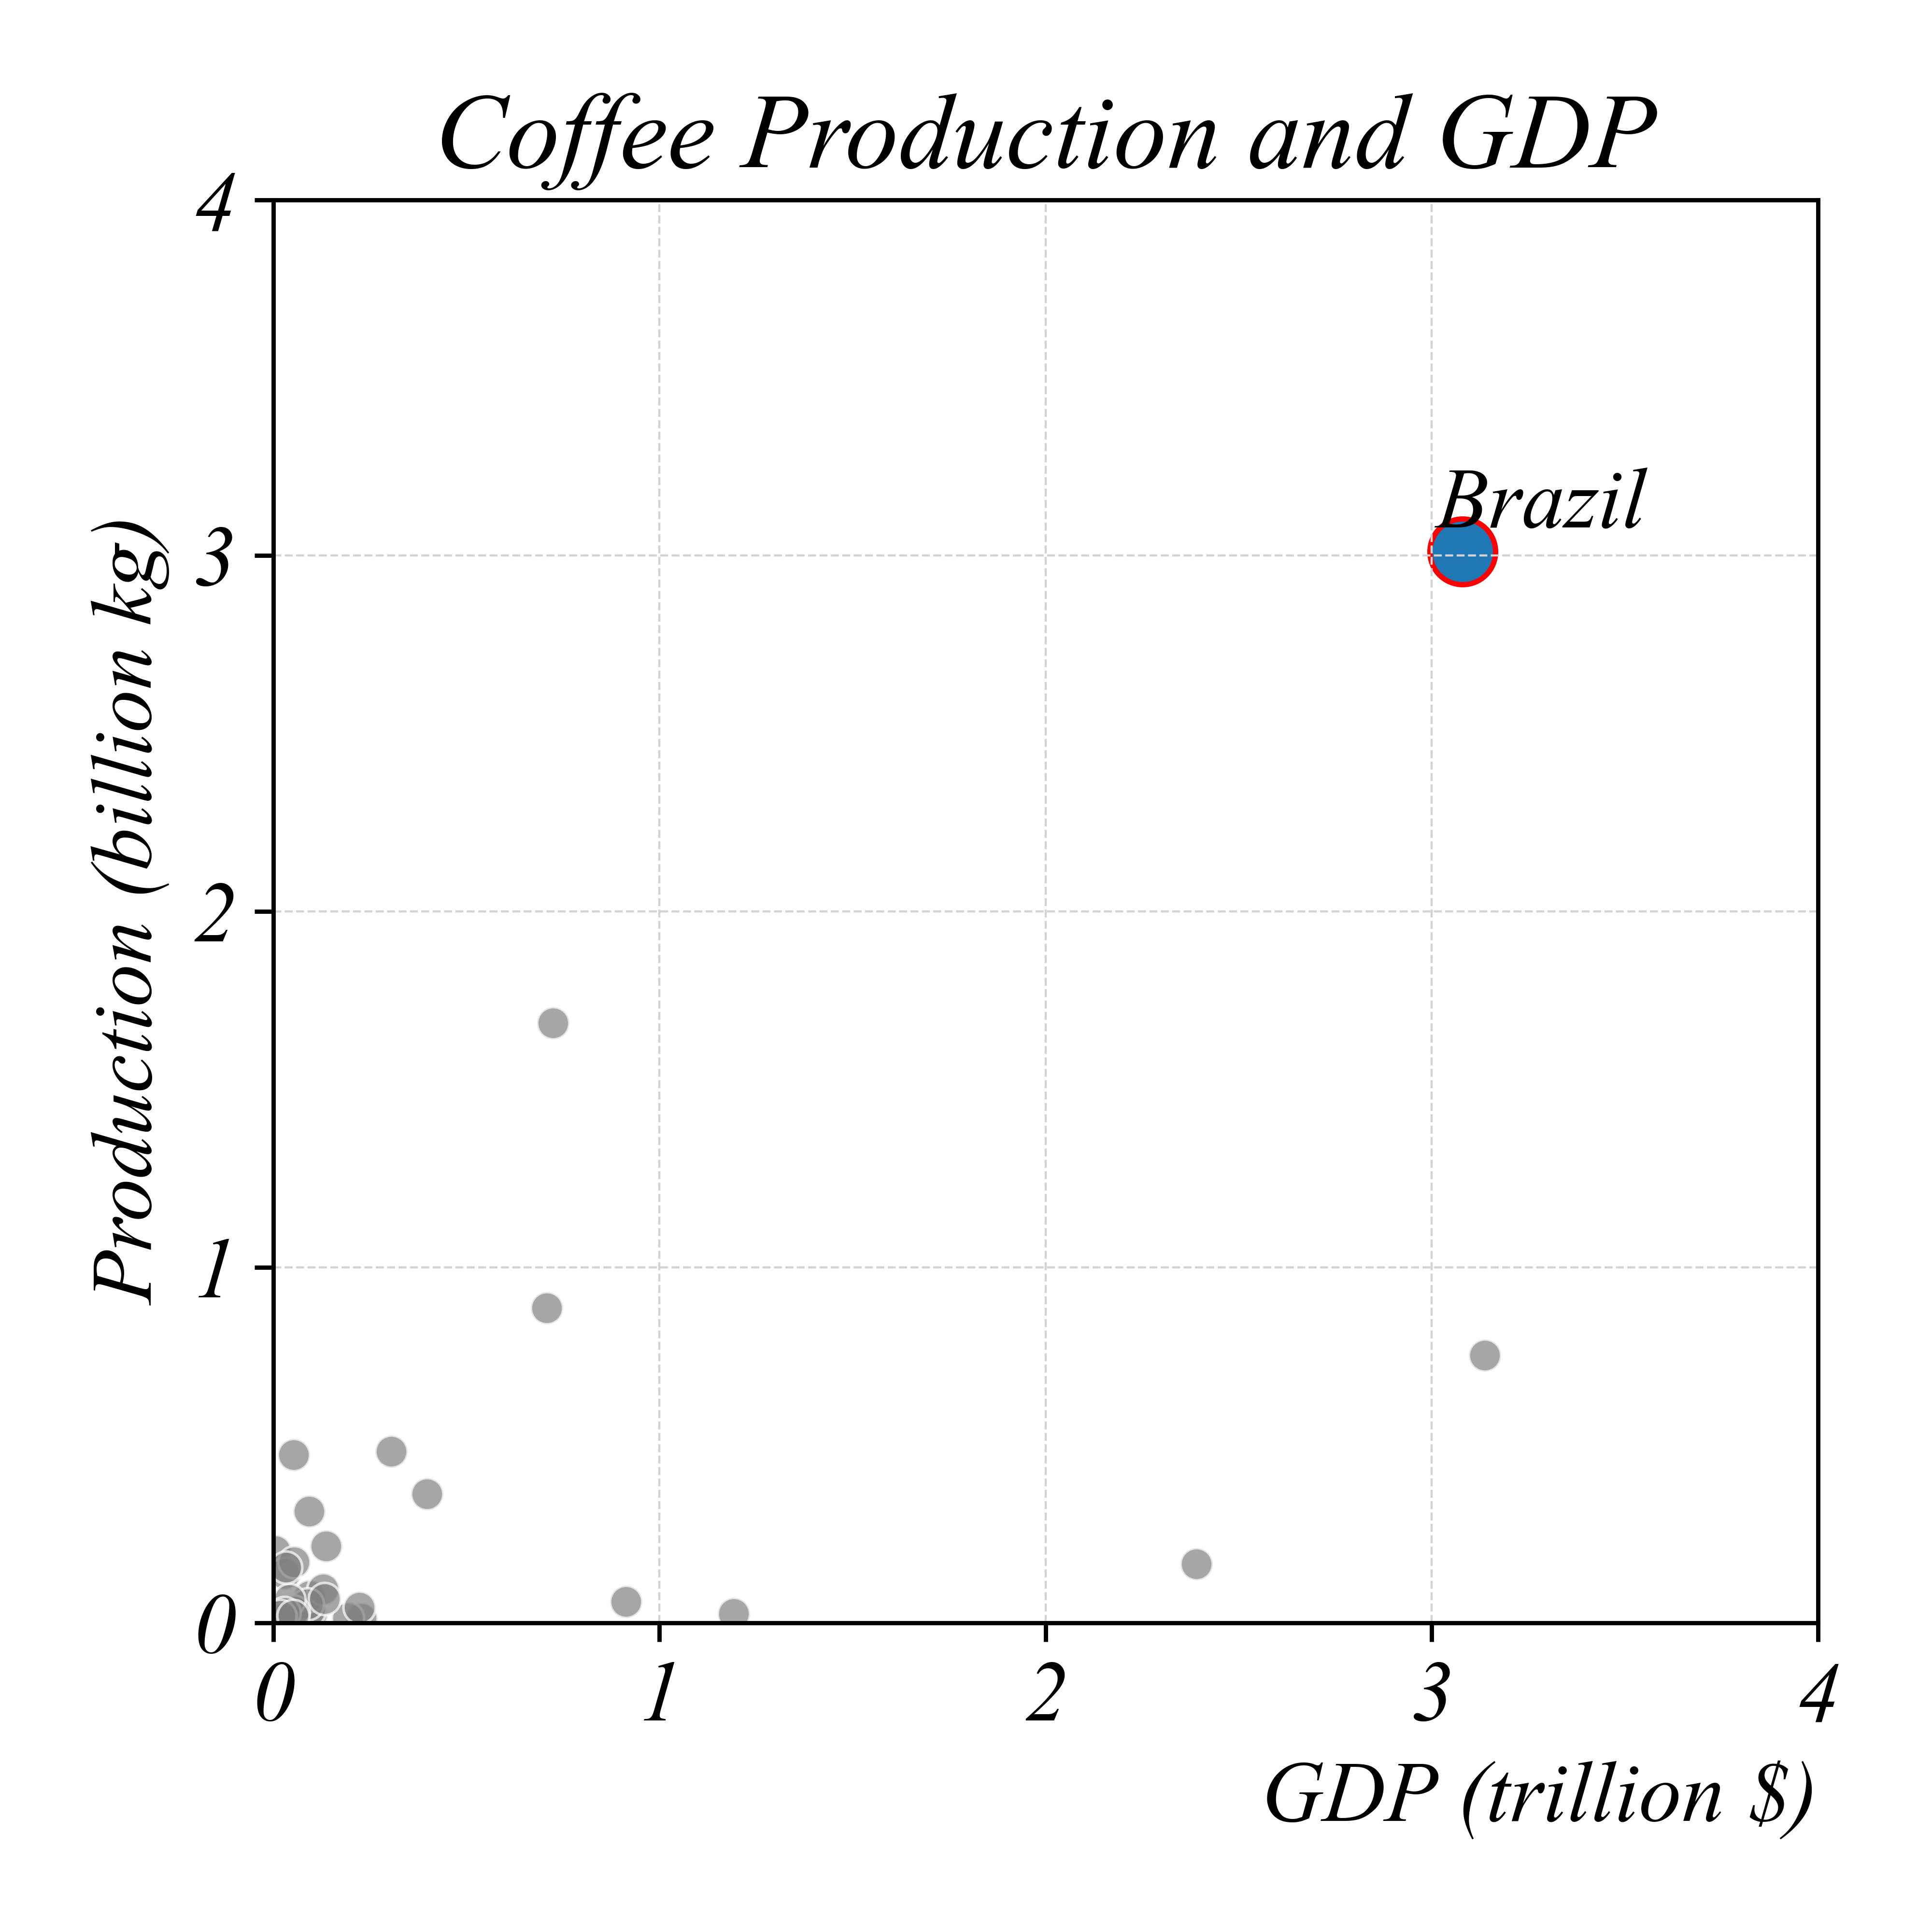 Coffee Production and GDP
4
3
2
1
0
Production (billion kg)
Brazil
0 1 2 3 4
GDP (trillion $)